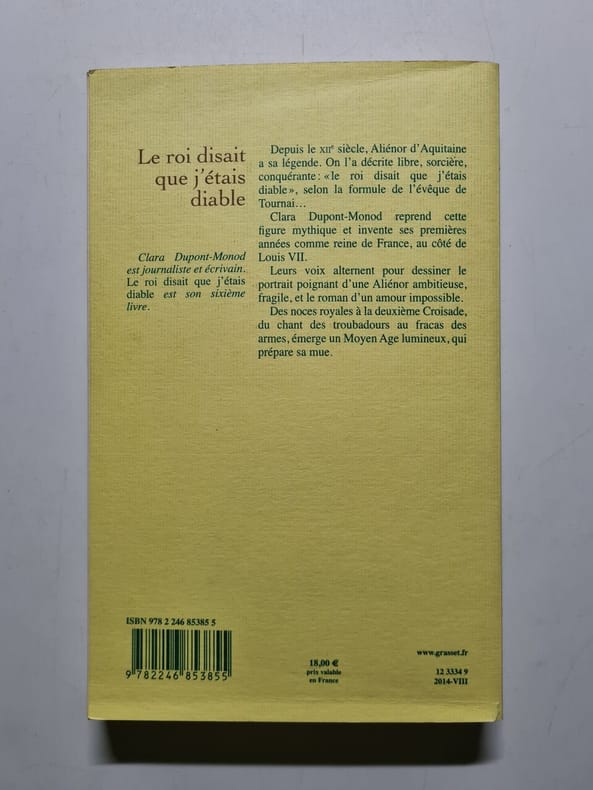 Le roi disait
que j'étais
diable
Clara Dupont-Monod
est journaliste et écrivain.
Le roi disait que j'étais
diable est son sixième
livre.
Depuis le XIIe siècle, Aliénor d'Aquitaine
a sa légende. On l'a décrite libre, sorcière,
conquérante : «le roi disait que j'étais
diable», selon la formule de l'évêque de
Tournai…
Clara Dupont-Monod reprend cette
figure mythique et invente ses premières
années comme reine de France, au côté de
Louis VII.
Leurs voix alternent pour dessiner le
portrait poignant d'une Aliénor ambitieuse,
fragile, et le roman d'un amour impossible.
Des noces royales à la deuxième Croisade,
du chant des troubadours au fracas des
armes, émerge un Moyen Age lumineux, qui
prépare sa mue.
ISBN 978 2 246 85385 5
9 782246 853855
18,00 €
prix valable
en France
www.grasset.fr
12 3334 9
2014-VIII